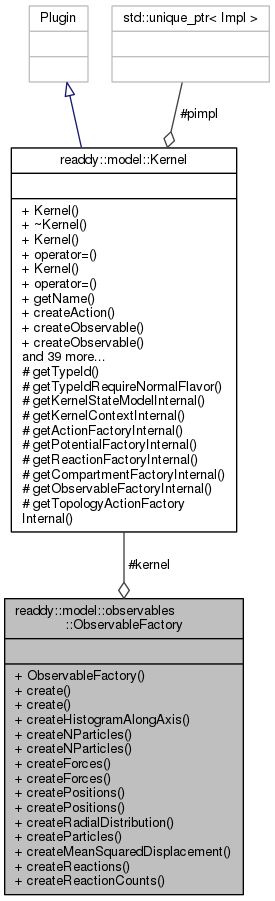 Plugin
std::unique_ptr< Impl >
#pimpl
readdy::model::Kernel
+ Kernel()
+ ~Kernel()
+ Kernel()
+ operator=()
+ Kernel()
+ operator=()
+ getName()
+ createAction()
+ createObservable()
+ createObservable()
and 39 more...
# getTypeId()
# getTypeIdRequireNormalFlavor()
# getKernelStateModelInternal()
# getKernelContextInternal()
# getActionFactoryInternal()
# getPotentialFactoryInternal()
# getReactionFactoryInternal()
# getCompartmentFactoryInternal()
# getObservableFactoryInternal()
# getTopologyActionFactory
Internal()
#kernel
readdy::model::observables
::ObservableFactory
+ ObservableFactory()
+ create()
+ create()
+ createHistogramAlongAxis()
+ createNParticles()
+ createNParticles()
+ createForces()
+ createForces()
+ createPositions()
+ createPositions()
+ createRadialDistribution()
+ createParticles()
+ createMeanSquaredDisplacement()
+ createReactions()
+ createReactionCounts()